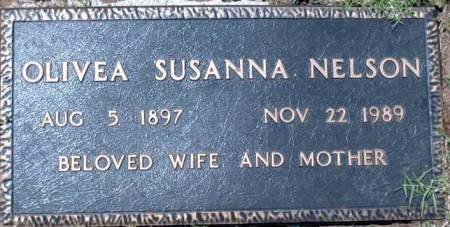 OLIVEA SUSANNA NELSON
AUG 5 1897 NOV 22 1989
BELOVED WIFE AND MOTHER